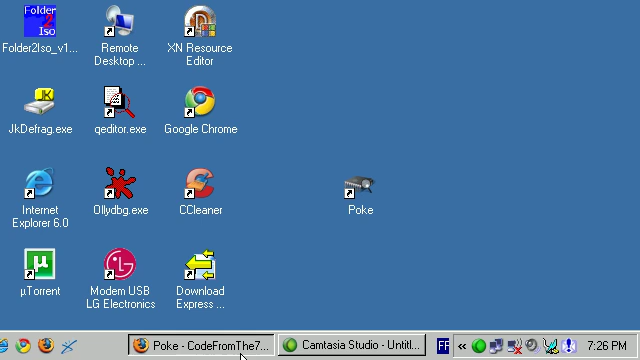 Folder
2
Iso
Folder2Iso_v1...
Remote
Desktop ...
XN Resource
Editor
JK
JkDefrag.exe
qeditor.exe
Google Chrome
Internet
Explorer 6.0
Ollydbg.exe
CCleaner
Poke
µTorrent
Modem USB
LG Electronics
Download
Express ...
Poke - CodeFromThe7...
Camtasia Studio - Untitl...
FF
7:26 PM